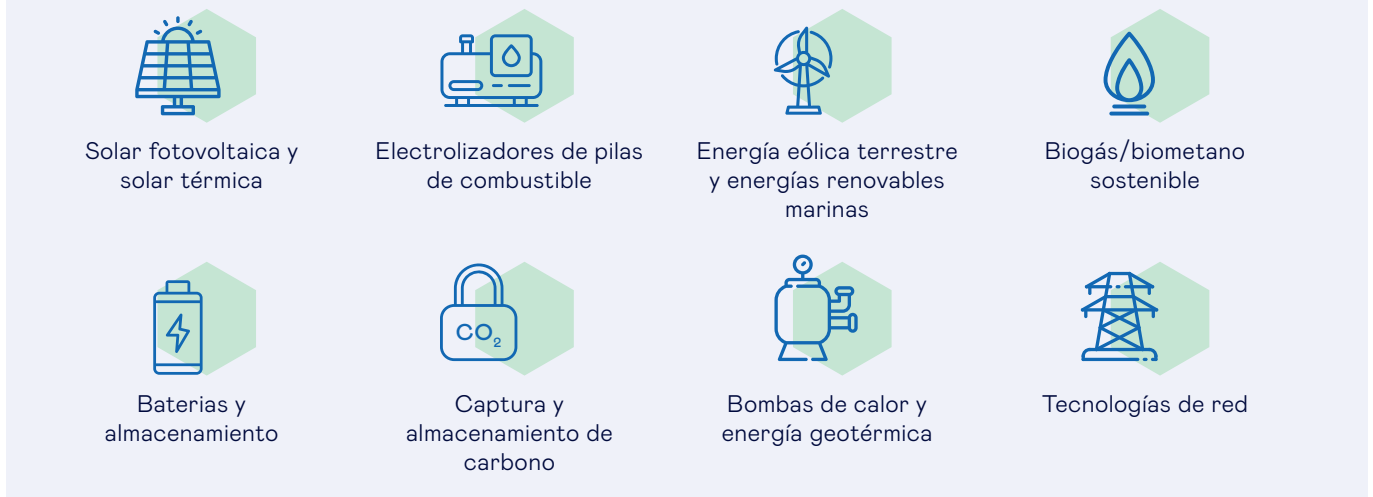 Solar fotovoltaica y
solar térmica
Electrolizadores de pilas
de combustible
Energía eólica terrestre
y energías renovables
marinas
Biogás/biometano
sostenible
Baterias y
almacenamiento
CO₂
Captura y
almacenamiento de
carbono
Bombas de calor y
energía geotérmica
Tecnologías de red